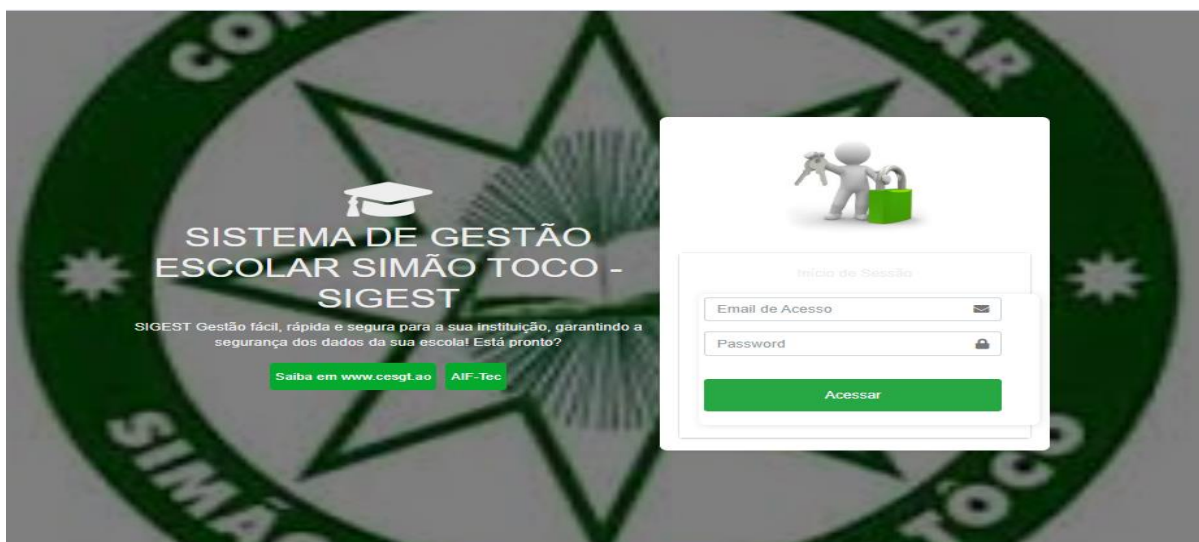 SISTEMA DE GESTÃO
ESCOLAR SIMÃO TOCO -
SIGEST
SIGEST Gestão fácil, rápida e segura para a sua instituição, garantindo a
segurança dos dados da sua escola! Está pronto?
Saiba em www.cesgt.ao
AIF-Tec
Início de Sessão
Email de Acesso
Password
Acessar
SIMÃO
TÔCO